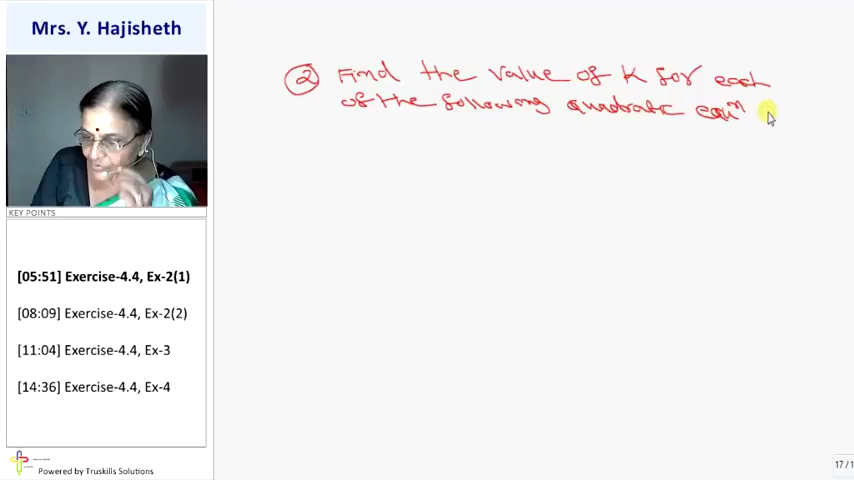 Mrs. Y. Hajisheth
② Find the value of K for each
of the following quadratic equⁿ
KEY POINTS
[05:51] Exercise-4.4, Ex-2(1)
[08:09] Exercise-4.4, Ex-2(2)
[11:04] Exercise-4.4, Ex-3
[14:36] Exercise-4.4, Ex-4
Powered by Truskills Solutions
17/1